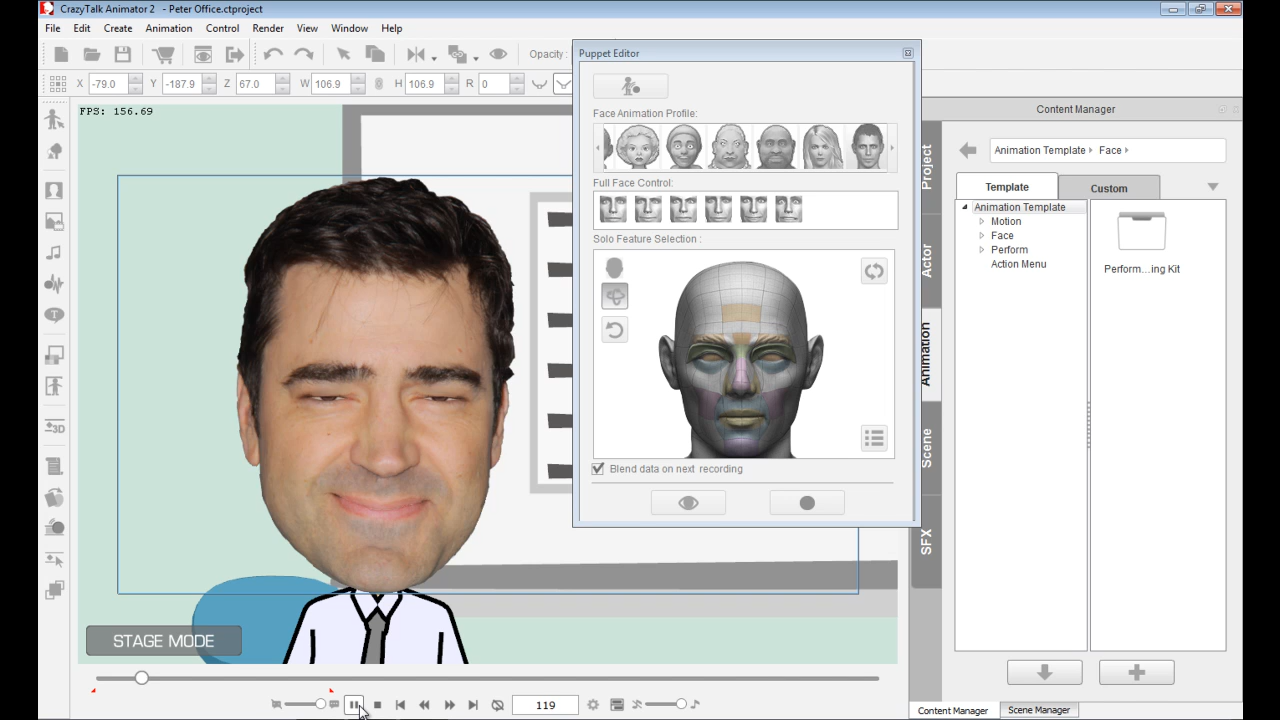 CrazyTalk Animator 2 - Peter Office.ctproject
File Edit Create Animation Control Render View Window Help
Opacity :
X -79.0 Y -187.9 Z 67.0 W 106.9 H 106.9 R 0
FPS: 156.69
STAGE MODE
119
Puppet Editor
Face Animation Profile:
Full Face Control:
Solo Feature Selection :
Blend data on next recording
Content Manager
Project
Actor
Animation
Scene
SFX
Animation Template Face
Template Custom
Animation Template
Motion
Face
Perform
Action Menu
Perform...ing Kit
Content Manager Scene Manager